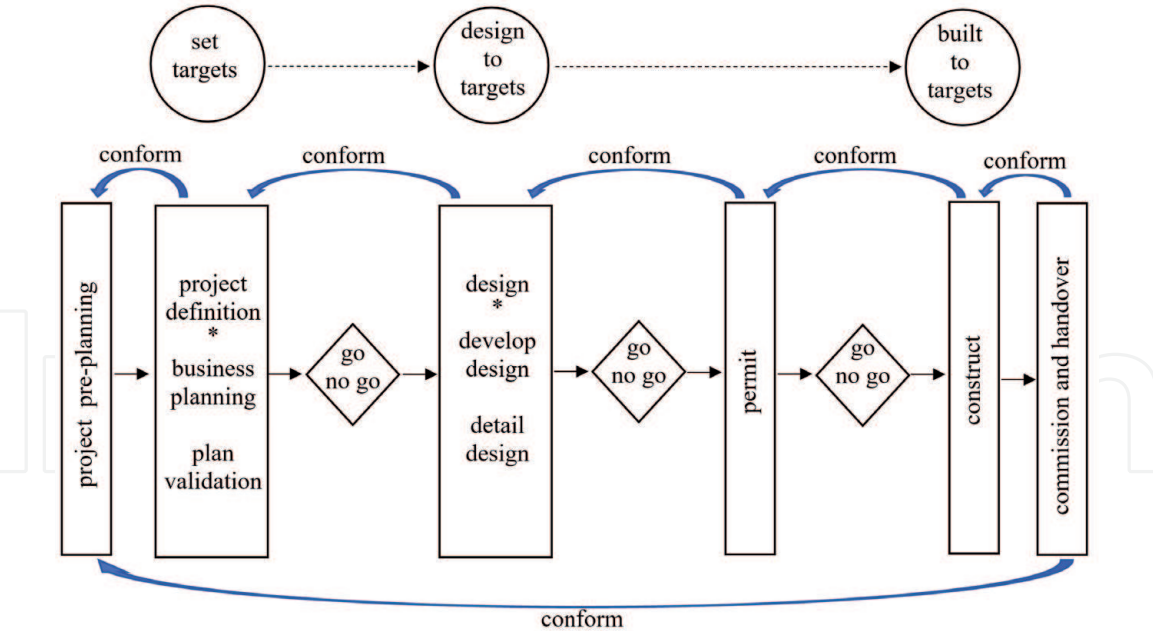 set
targets
design
to
targets
built
to
targets
conform
conform
conform
conform
conform
project pre-planning
project
definition
*
business
planning
plan
validation
go
no go
design
*
develop
design
detail
design
go
no go
permit
go
no go
construct
commission and handover
conform